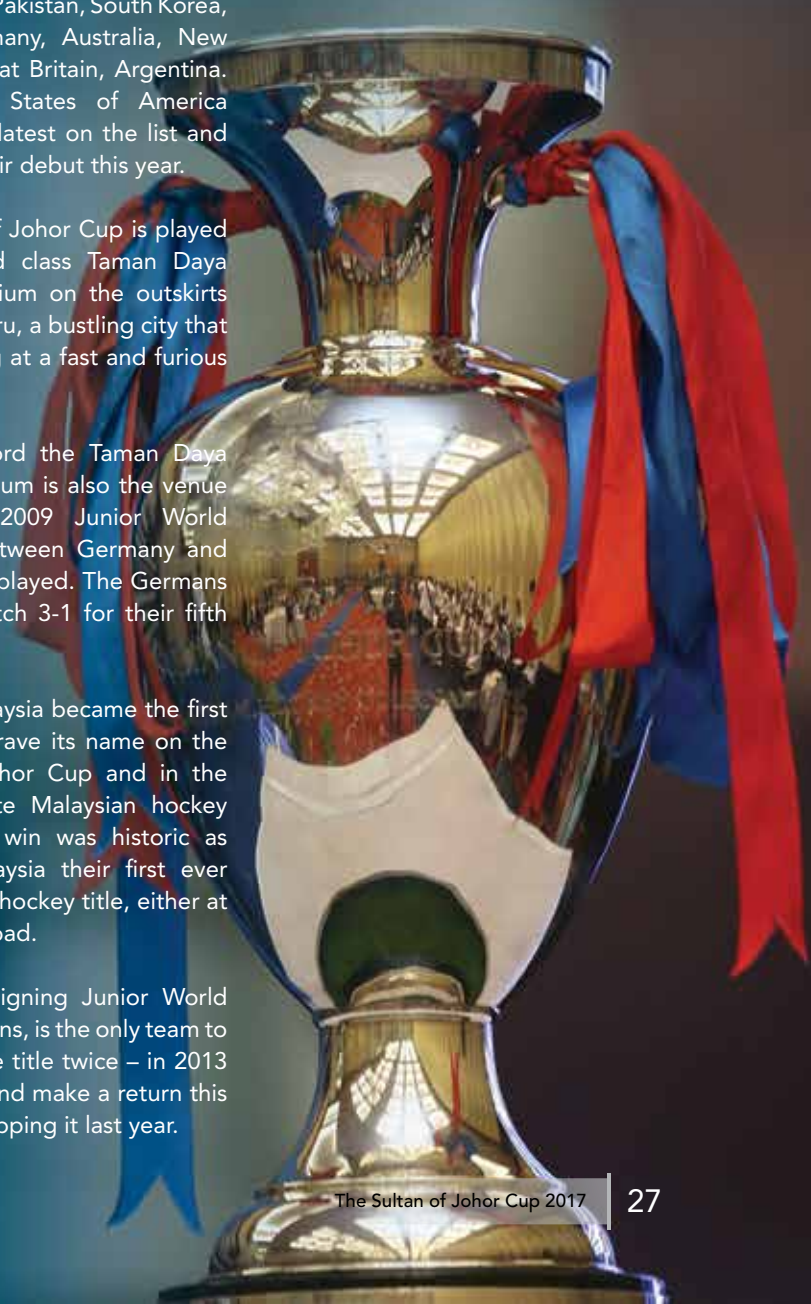 Pakistan, South Korea,
many, Australia, New
at Britain, Argentina.
States of America
latest on the list and
ir debut this year.
f Johor Cup is played
d class Taman Daya
ium on the outskirts
ru, a bustling city that
g at a fast and furious
ord the Taman Daya
um is also the venue
2009 Junior World
tween Germany and
played. The Germans
tch 3-1 for their fifth
aysia became the first
rave its name on the
hor Cup and in the
te Malaysian hockey
win was historic as
aysia their first ever
hockey title, either at
oad.
igning Junior World
ns, is the only team to
e title twice – in 2013
nd make a return this
pping it last year.
The Sultan of Johor Cup 2017
27